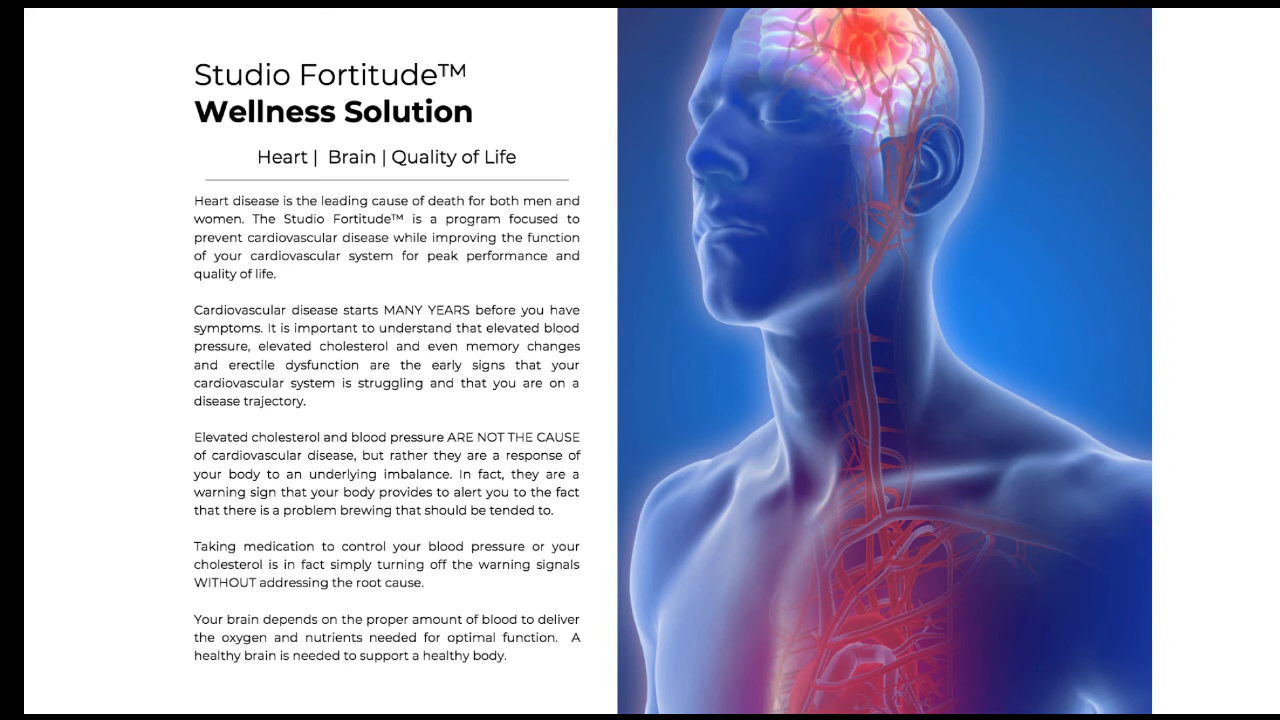 Studio Fortitude™
Wellness Solution
Heart | Brain | Quality of Life
Heart disease is the leading cause of death for both men and
women. The Studio Fortitude™ is a program focused to
prevent cardiovascular disease while improving the function
of your cardiovascular system for peak performance and
quality of life.
Cardiovascular disease starts MANY YEARS before you have
symptoms. It is important to understand that elevated blood
pressure, elevated cholesterol and even memory changes
and erectile dysfunction are the early signs that your
cardiovascular system is struggling and that you are on a
disease trajectory.
Elevated cholesterol and blood pressure ARE NOT THE CAUSE
of cardiovascular disease, but rather they are a response of
your body to an underlying imbalance. In fact, they are a
warning sign that your body provides to alert you to the fact
that there is a problem brewing that should be tended to.
Taking medication to control your blood pressure or your
cholesterol is in fact simply turning off the warning signals
WITHOUT addressing the root cause.
Your brain depends on the proper amount of blood to deliver
the oxygen and nutrients needed for optimal function. A
healthy brain is needed to support a healthy body.